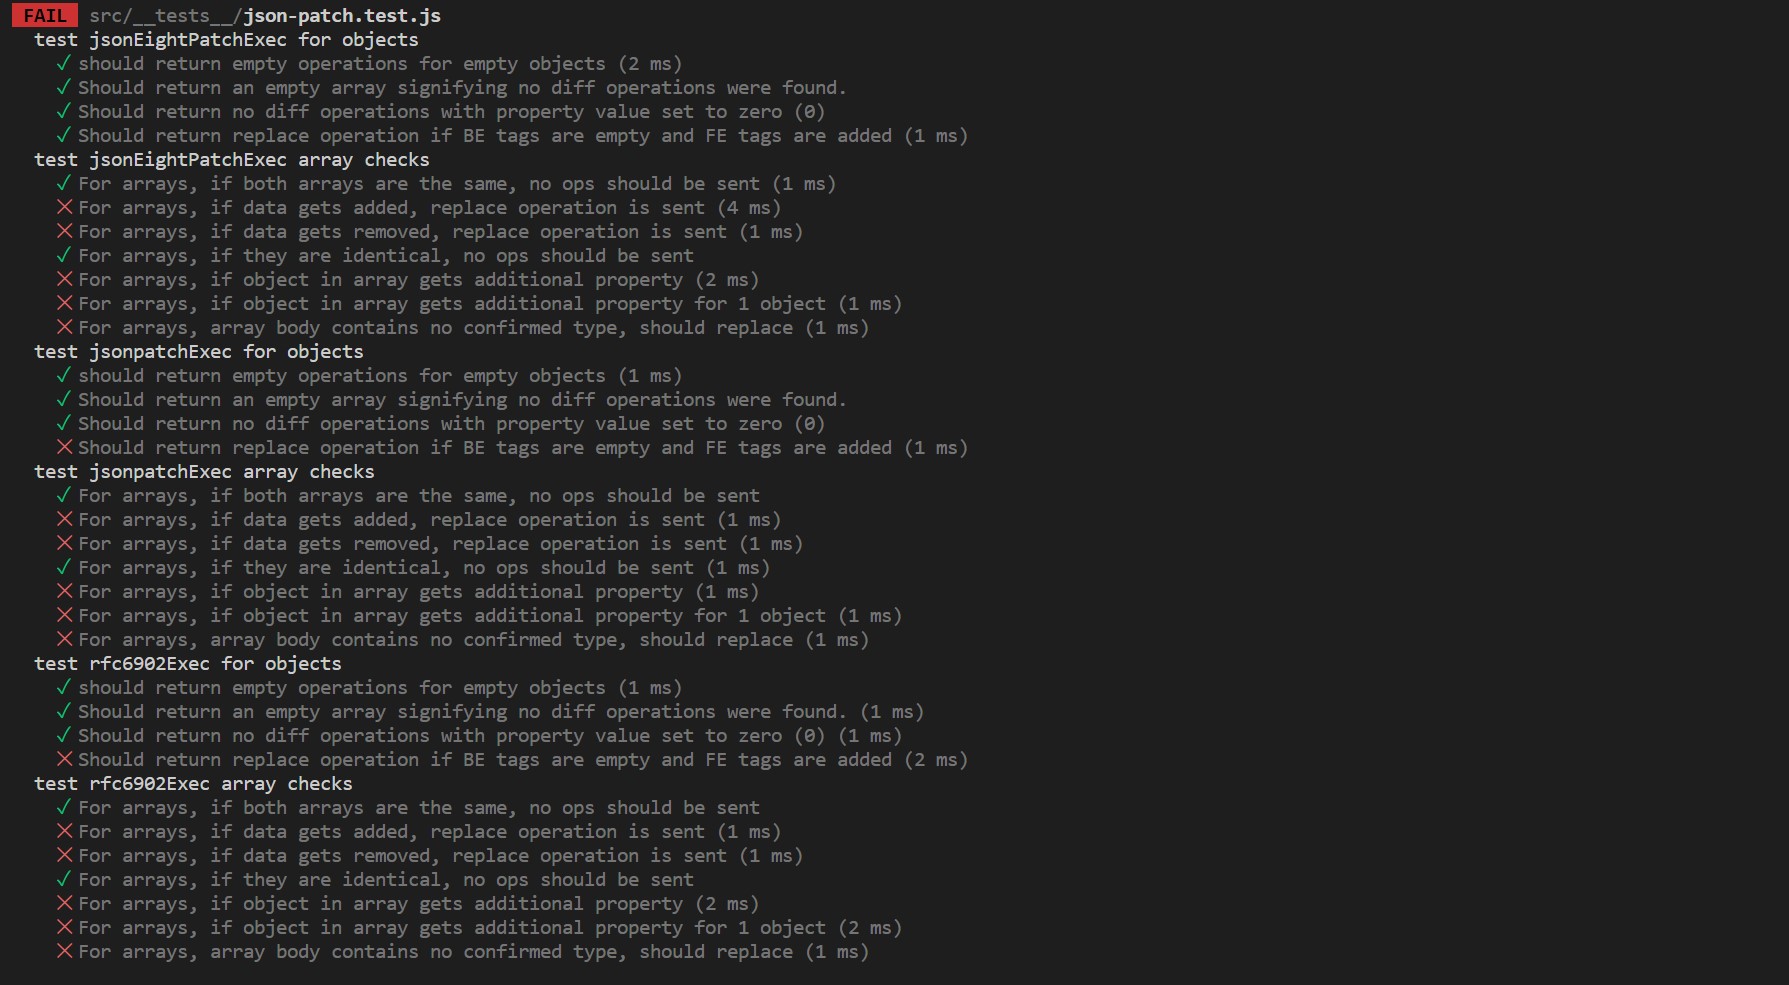 FAIL src/__tests__/json-patch.test.js
test jsonEightPatchExec for objects
✓ should return empty operations for empty objects (2 ms)
✓ Should return an empty array signifying no diff operations were found.
✓ Should return no diff operations with property value set to zero (0)
✓ Should return replace operation if BE tags are empty and FE tags are added (1 ms)
test jsonEightPatchExec array checks
✓ For arrays, if both arrays are the same, no ops should be sent (1 ms)
✕ For arrays, if data gets added, replace operation is sent (4 ms)
✕ For arrays, if data gets removed, replace operation is sent (1 ms)
✓ For arrays, if they are identical, no ops should be sent
✕ For arrays, if object in array gets additional property (2 ms)
✕ For arrays, if object in array gets additional property for 1 object (1 ms)
✕ For arrays, array body contains no confirmed type, should replace (1 ms)
test jsonpatchExec for objects
✓ should return empty operations for empty objects (1 ms)
✓ Should return an empty array signifying no diff operations were found.
✓ Should return no diff operations with property value set to zero (0)
✕ Should return replace operation if BE tags are empty and FE tags are added (1 ms)
test jsonpatchExec array checks
✓ For arrays, if both arrays are the same, no ops should be sent
✕ For arrays, if data gets added, replace operation is sent (1 ms)
✕ For arrays, if data gets removed, replace operation is sent (1 ms)
✓ For arrays, if they are identical, no ops should be sent (1 ms)
✕ For arrays, if object in array gets additional property (1 ms)
✕ For arrays, if object in array gets additional property for 1 object (1 ms)
✕ For arrays, array body contains no confirmed type, should replace (1 ms)
test rfc6902Exec for objects
✓ should return empty operations for empty objects (1 ms)
✓ Should return an empty array signifying no diff operations were found. (1 ms)
✓ Should return no diff operations with property value set to zero (0) (1 ms)
✕ Should return replace operation if BE tags are empty and FE tags are added (2 ms)
test rfc6902Exec array checks
✓ For arrays, if both arrays are the same, no ops should be sent
✕ For arrays, if data gets added, replace operation is sent (1 ms)
✕ For arrays, if data gets removed, replace operation is sent (1 ms)
✓ For arrays, if they are identical, no ops should be sent
✕ For arrays, if object in array gets additional property (2 ms)
✕ For arrays, if object in array gets additional property for 1 object (2 ms)
✕ For arrays, array body contains no confirmed type, should replace (1 ms)